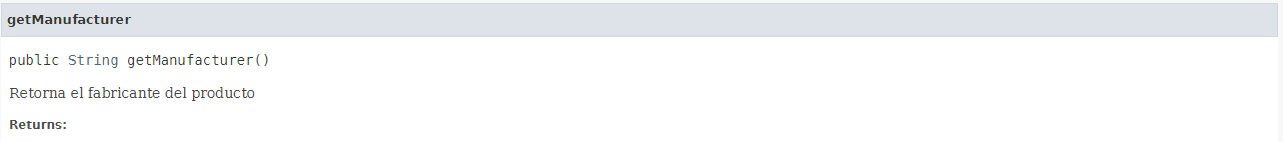 getManufacturer
public String getManufacturer()
Retorna el fabricante del producto
Returns: